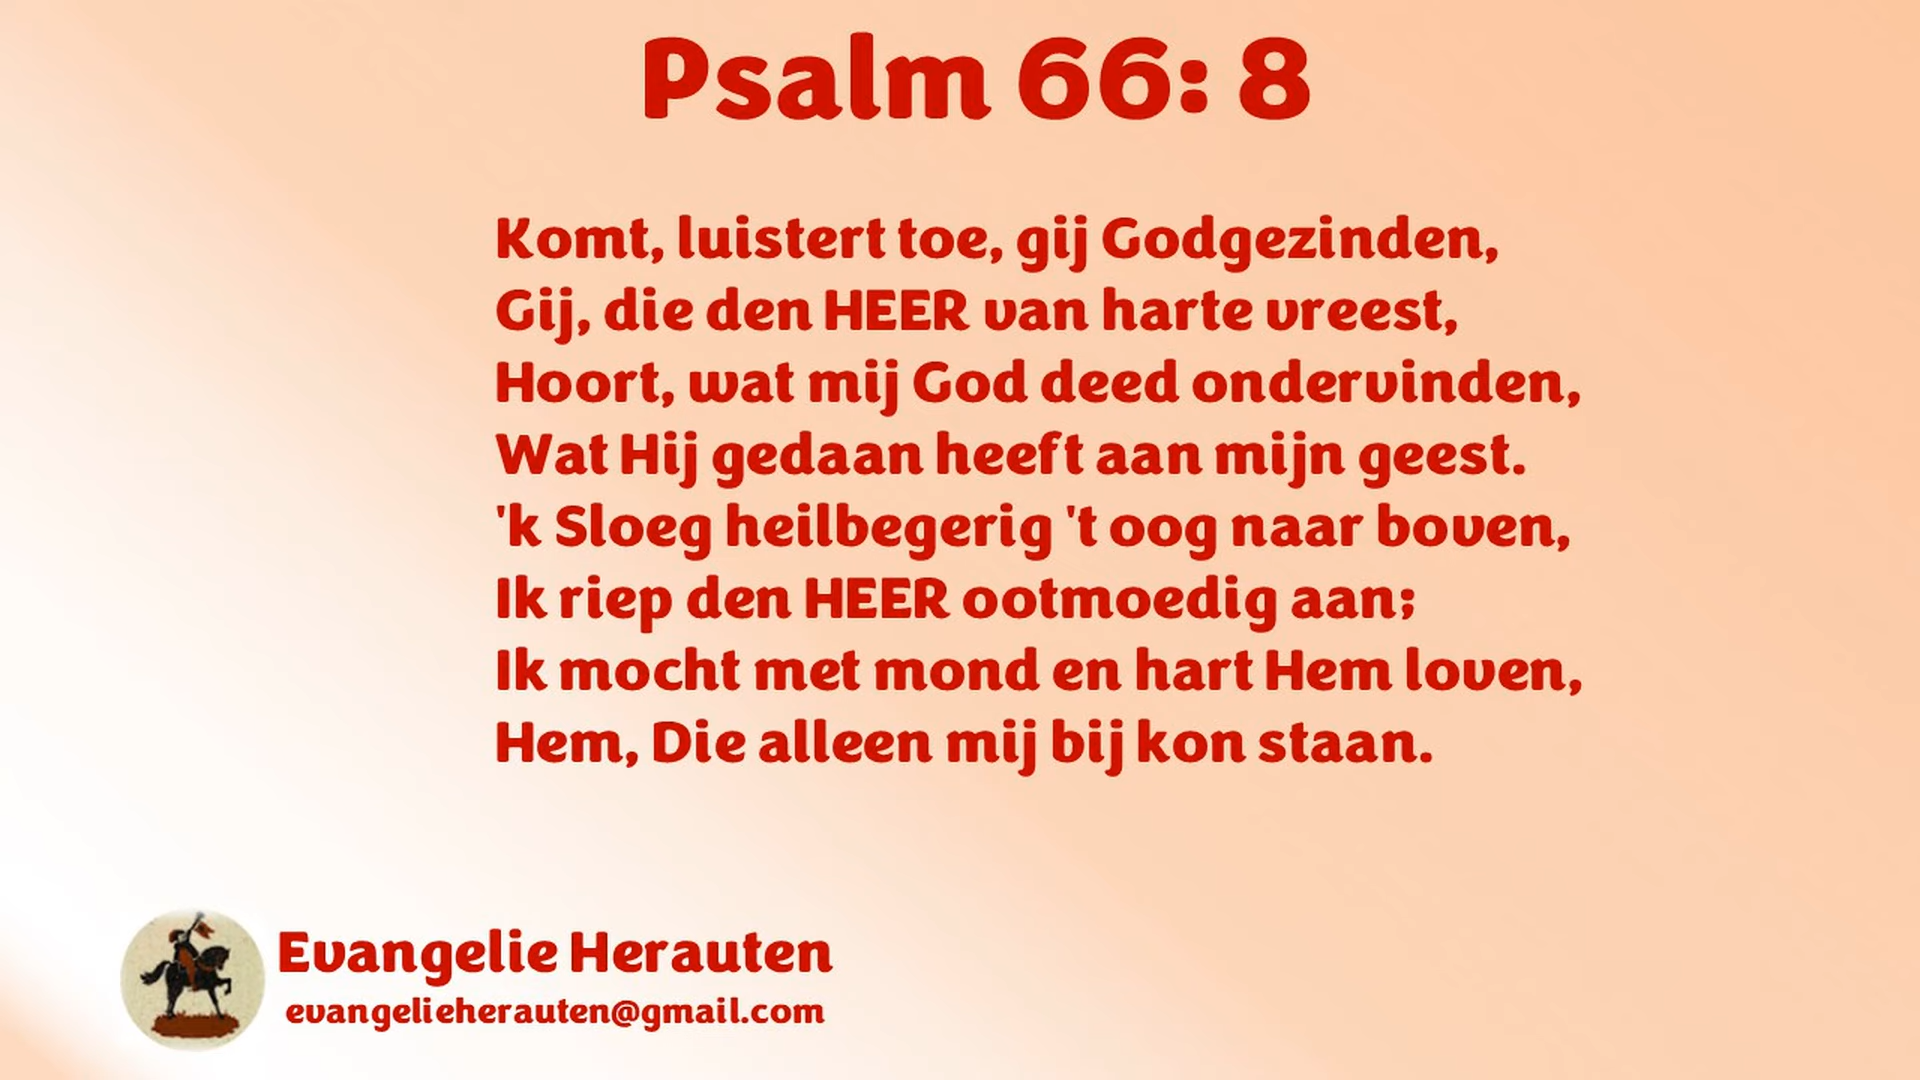 Psalm 66: 8
Komt, luistert toe, gij Godgezinden,
Gij, die den HEER van harte vreest,
Hoort, wat mij God deed ondervinden,
Wat Hij gedaan heeft aan mijn geest.
'k Sloeg heilbegerig 't oog naar boven,
Ik riep den HEER ootmoedig aan;
Ik mocht met mond en hart Hem loven,
Hem, Die alleen mij bij kon staan.
Evangelie Herauten
evangelieherauten@gmail.com